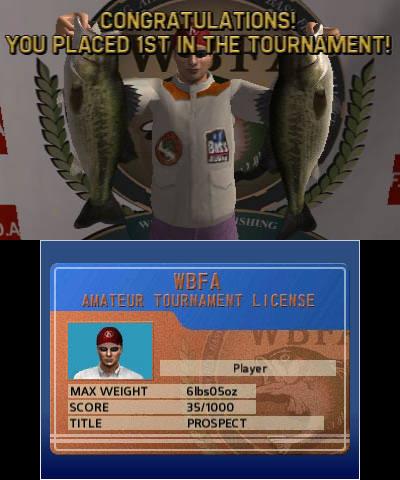 CONGRATULATIONS!
YOU PLACED 1ST IN THE TOURNAMENT!
WBFA
AMATEUR TOURNAMENT LICENSE
Player
MAX WEIGHT 6lbs05oz
SCORE 35/1000
TITLE PROSPECT